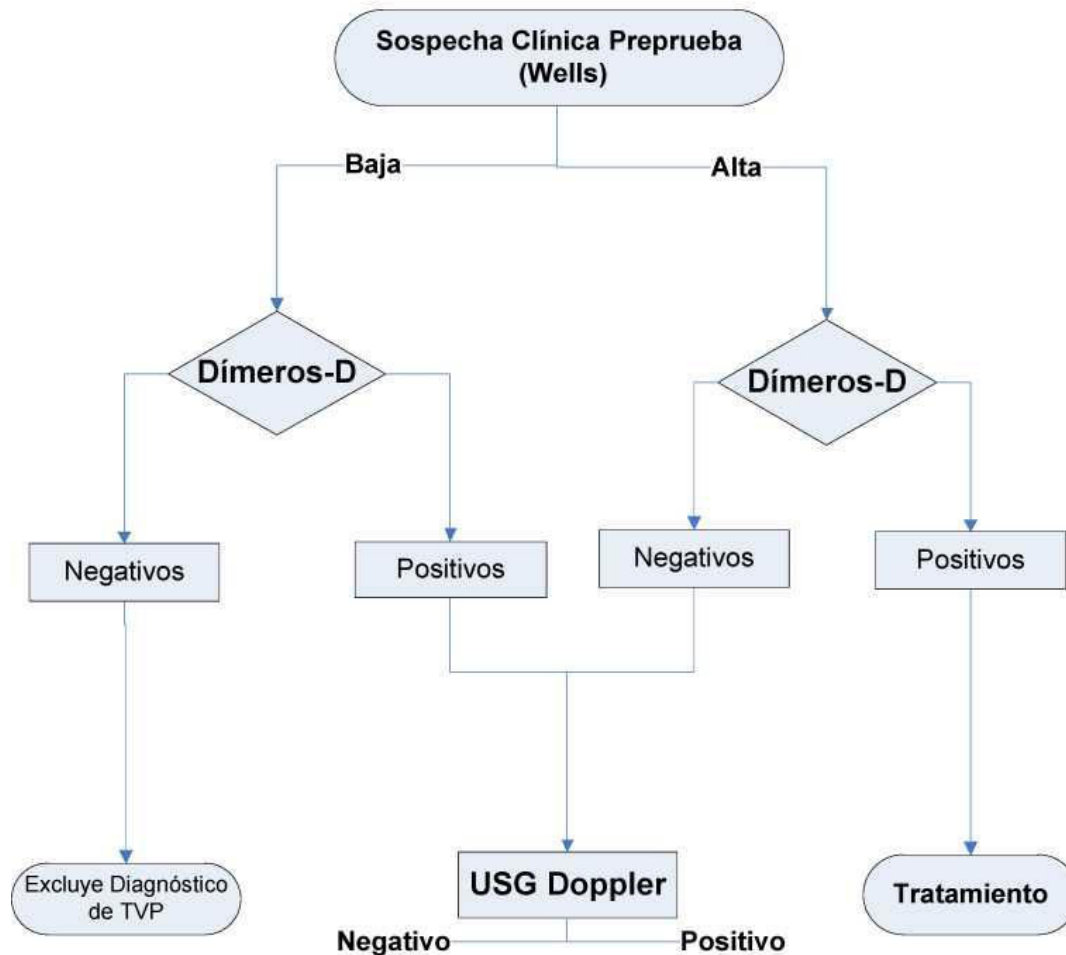 Sospecha Clínica Preprueba
(Wells)
Baja
Alta
Dímeros-D
Dímeros-D
Negativos
Positivos
Negativos
Positivos
Excluye Diagnóstico
de TVP
USG Doppler
Tratamiento
Negativo
Positivo